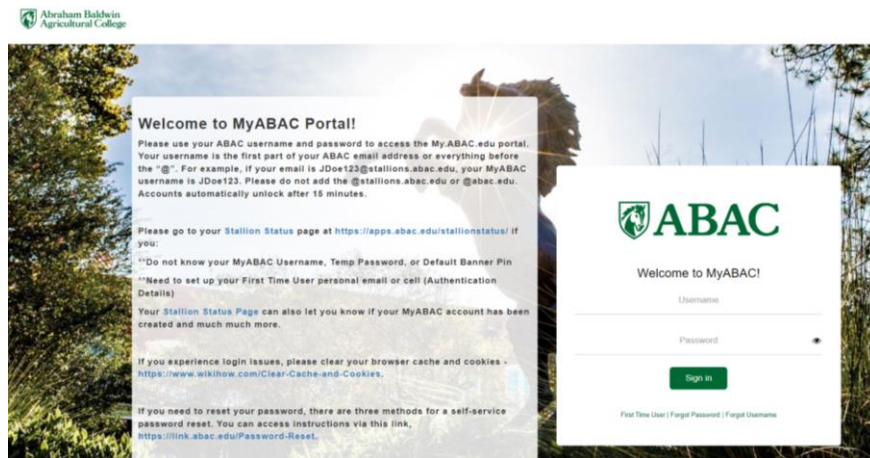 Abraham Baldwin
Agricultural College
Welcome to MyABAC Portal!
Please use your ABAC username and password to access the My.ABAC.edu portal.
Your username is the first part of your ABAC email address or everything before
the "@". For example, if your email is JDoe123@stallions.abac.edu, your MyABAC
username is JDoe123. Please do not add the @stallions.abac.edu or @abac.edu.
Accounts automatically unlock after 15 minutes.
Please go to your Stallion Status page at https://apps.abac.edu/stallionstatus/ if
you:
**Do not know your MyABAC Username, Temp Password, or Default Banner Pin
**Need to set up your First Time User personal email or cell (Authentication
Details)
Your Stallion Status Page can also let you know if your MyABAC account has been
created and much much more.
If you experience login issues, please clear your browser cache and cookies -
https://www.wikihow.com/Clear-Cache-and-Cookies.
If you need to reset your password, there are three methods for a self-service
password reset. You can access instructions via this link,
https://link.abac.edu/Password-Reset.
ABAC
Welcome to MyABAC!
Username
Password
Sign in
First Time User | Forgot Password | Forgot Username